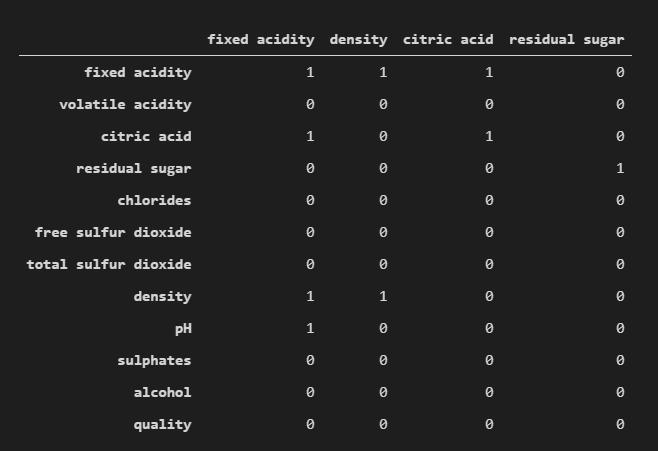 fixed acidity density citric acid residual sugar
fixed acidity 1 1 1 0
volatile acidity 0 0 0 0
citric acid 1 0 1 0
residual sugar 0 0 0 1
chlorides 0 0 0 0
free sulfur dioxide 0 0 0 0
total sulfur dioxide 0 0 0 0
density 1 1 0 0
pH 1 0 0 0
sulphates 0 0 0 0
alcohol 0 0 0 0
quality 0 0 0 0